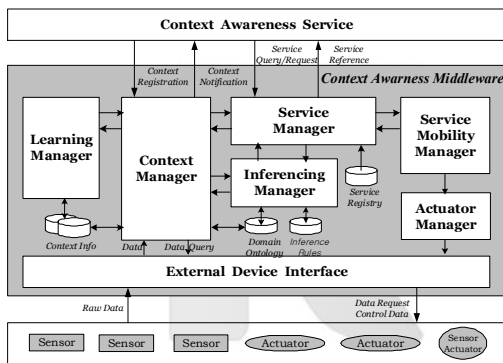 Context Awareness Service
Context
Registration
Context
Notification
Service
Query/Request
Service
Reference
Context Awarness Middleware
Learning
Manager
Context
Manager
Service
Manager
Service
Mobility
Manager
Inferencing
Manager
Service
Registry
Actuator
Manager
Context Info
Data
Data Query
Domain
Ontology
Inference
Rules
External Device Interface
Raw Data
Data Request
Control Data
Sensor
Sensor
Sensor
Actuator
Actuator
Sensor
Actuator